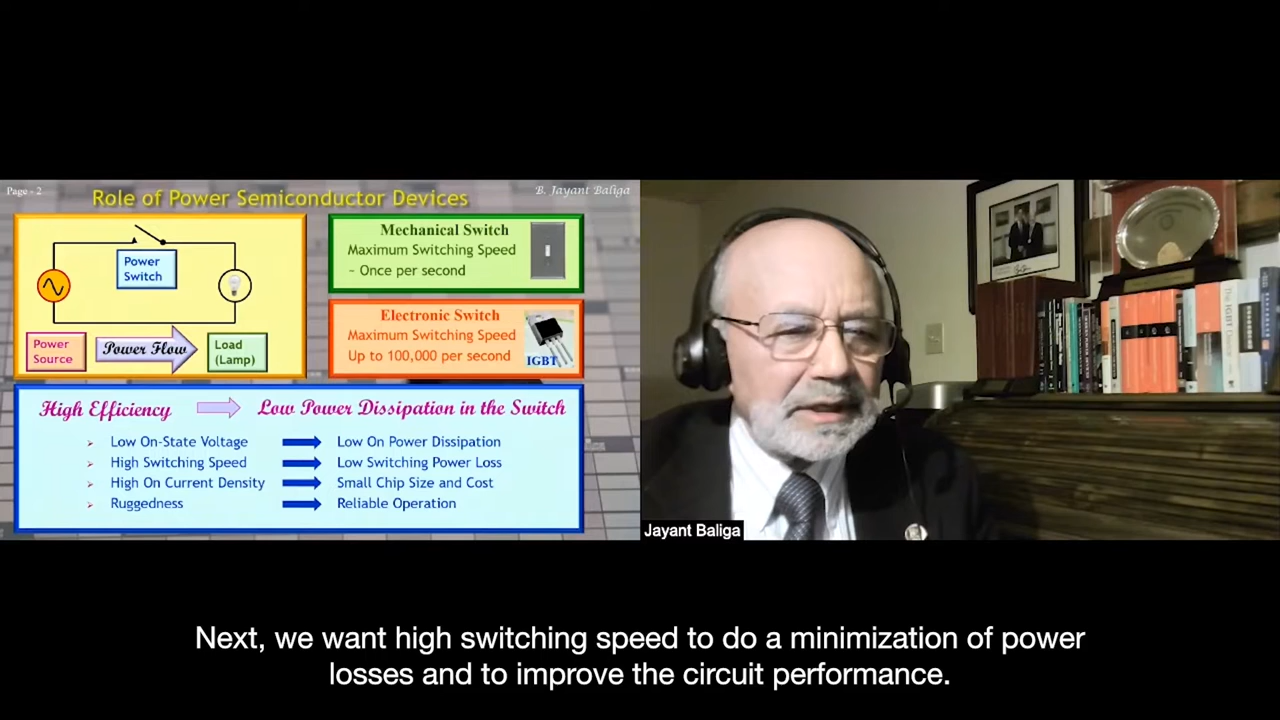 Page - 2
Role of Power Semiconductor Devices
B. Jayant Baliga
Power
Switch
Power
Source
Power Flow
Load
(Lamp)
Mechanical Switch
Maximum Switching Speed
~ Once per second
Electronic Switch
Maximum Switching Speed
Up to 100,000 per second
IGBT
High Efficiency
Low Power Dissipation in the Switch
Low On-State Voltage
Low On Power Dissipation
High Switching Speed
Low Switching Power Loss
High On Current Density
Small Chip Size and Cost
Ruggedness
Reliable Operation
Jayant Baliga
Next, we want high switching speed to do a minimization of power
losses and to improve the circuit performance.